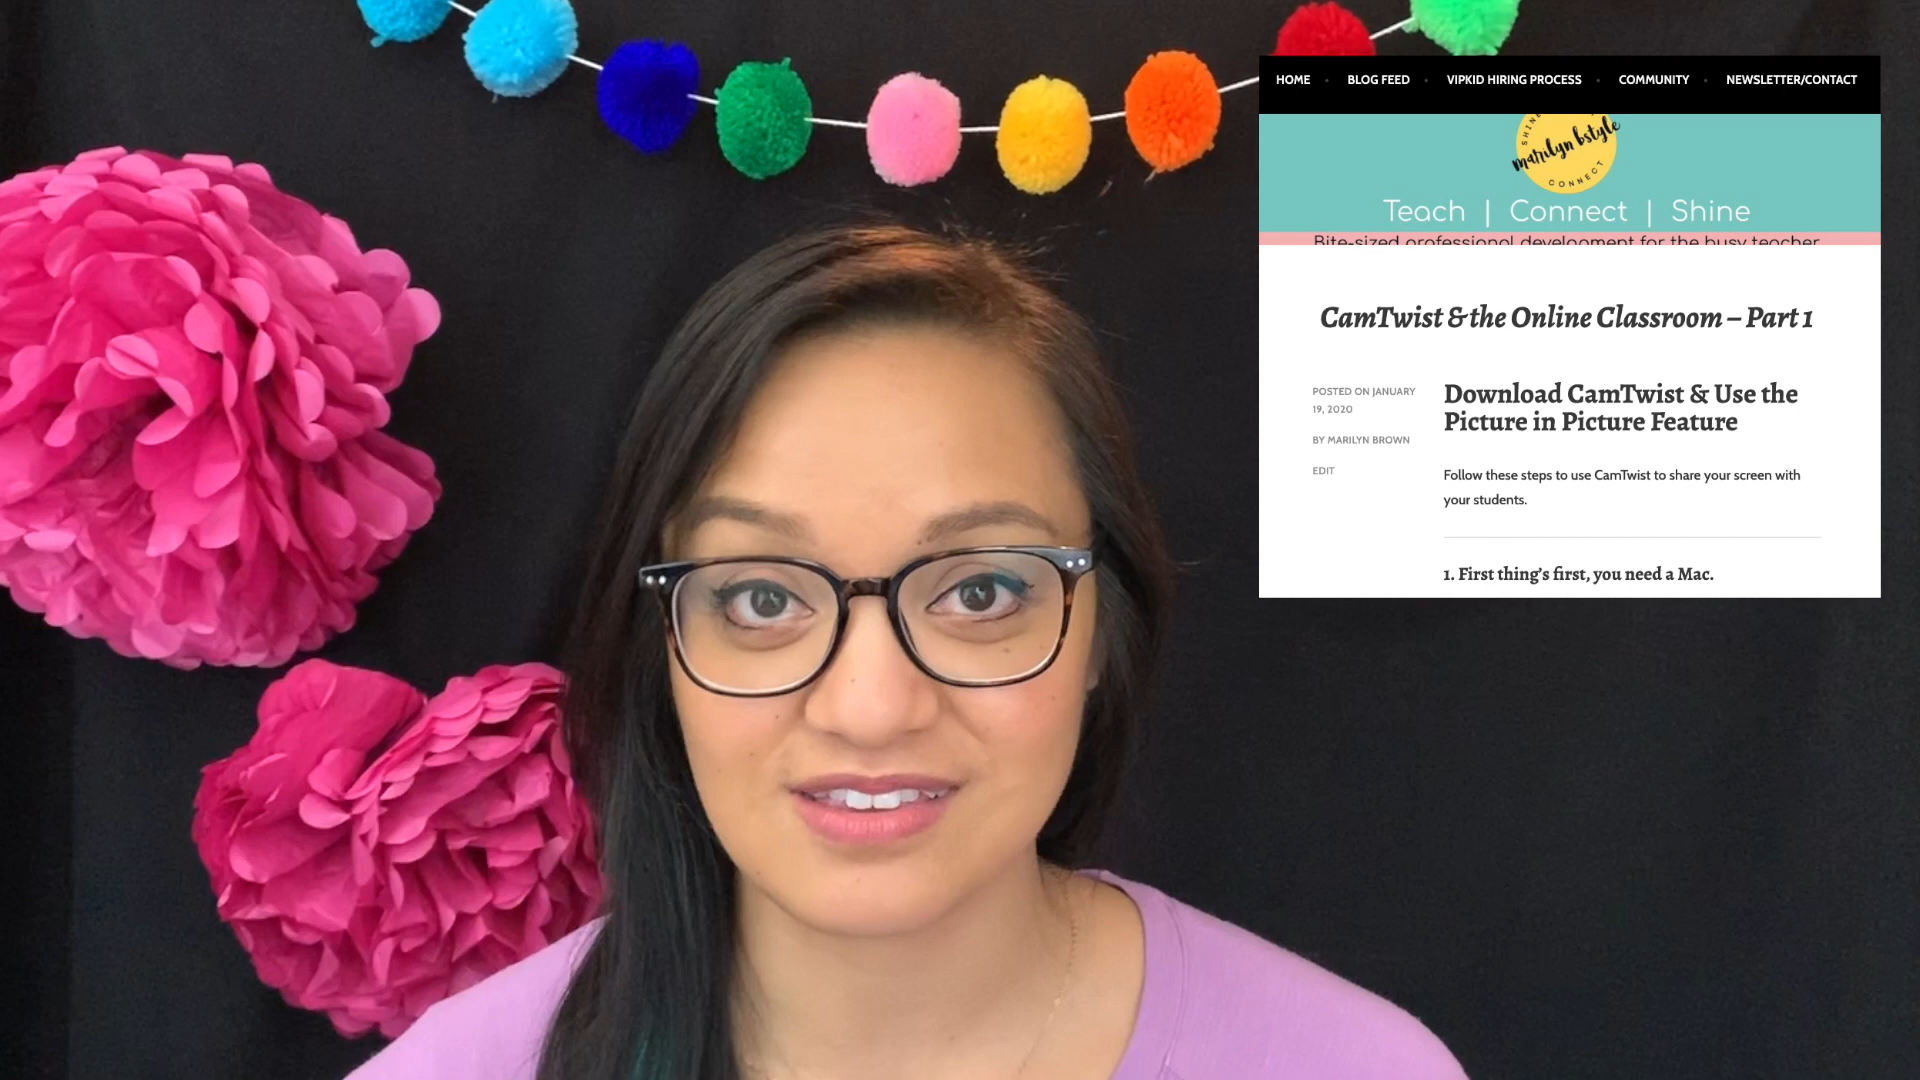 HOME • BLOG FEED • VIPKID HIRING PROCESS • COMMUNITY • NEWSLETTER/CONTACT
SHINE
marilyn bstyle
CONNECT
Teach | Connect | Shine
Bite-sized professional development for the busy teacher
CamTwist & the Online Classroom – Part 1
POSTED ON JANUARY
19, 2020
BY MARILYN BROWN
EDIT
Download CamTwist & Use the
Picture in Picture Feature
Follow these steps to use CamTwist to share your screen with
your students.
1. First thing's first, you need a Mac.